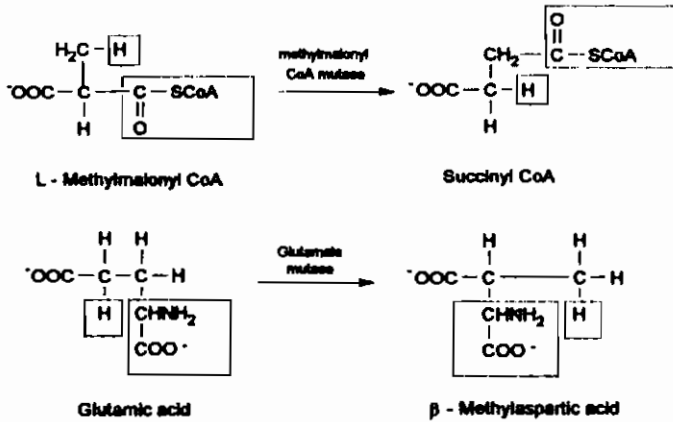 H₂C – H
⁻OOC – C – C – SCoA
H O
L - Methylmalonyl CoA
methylmalonyl
CoA mutase
O
CH₂ – C – SCoA
⁻OOC – C – H
H
Succinyl CoA
H H
⁻OOC – C – C – H
H CHNH₂
COO⁻
Glutamic acid
Glutamate
mutase
H H
⁻OOC – C – C – H
CHNH₂ H
COO⁻
β - Methylaspartic acid